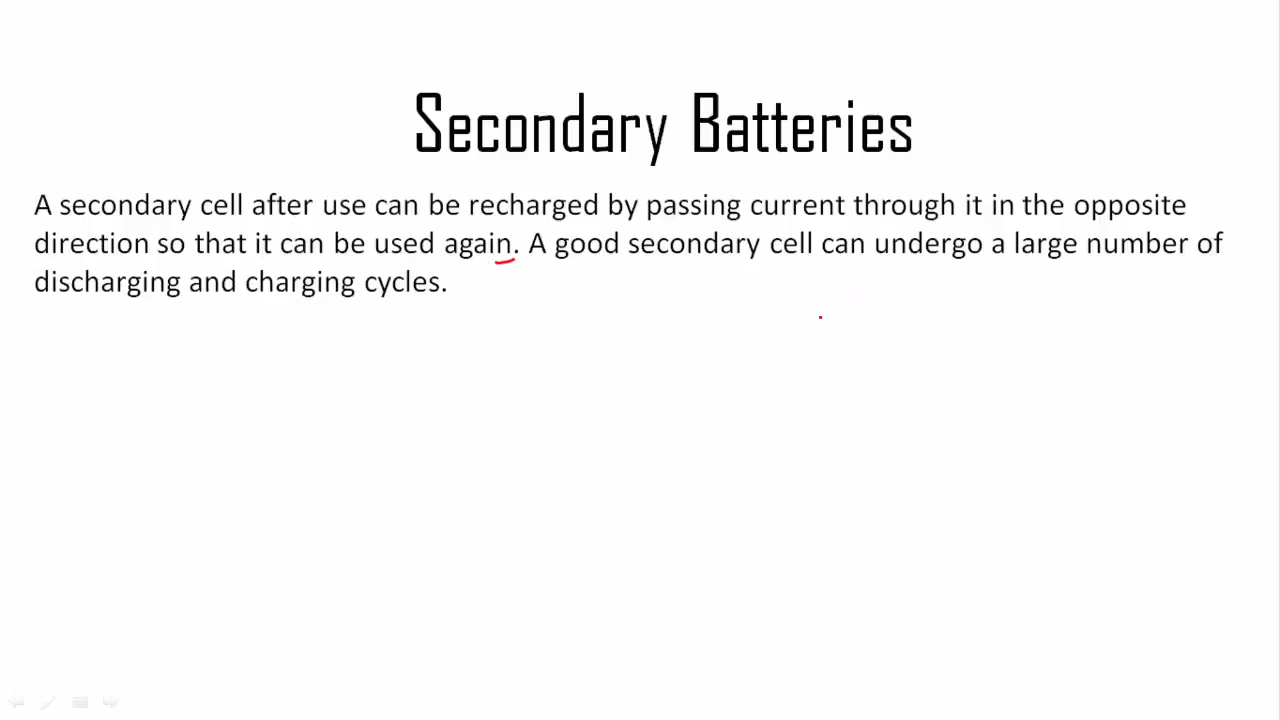 Secondary Batteries
A secondary cell after use can be recharged by passing current through it in the opposite
direction so that it can be used again. A good secondary cell can undergo a large number of
discharging and charging cycles.